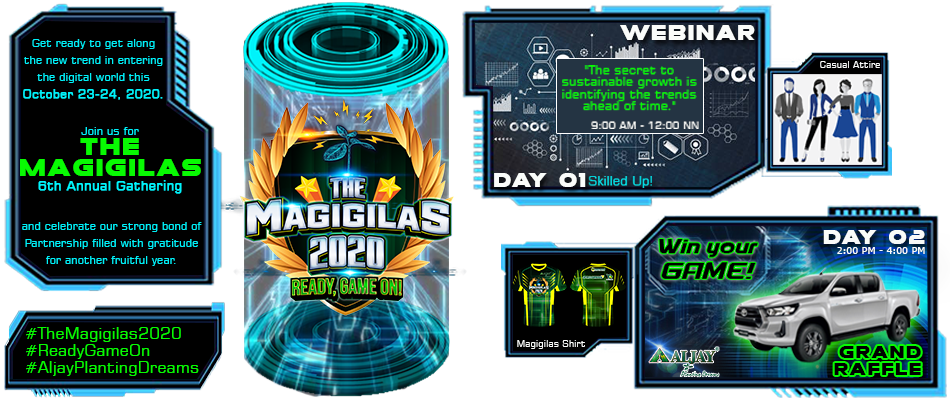 Get ready to get along
the new trend in entering
the digital world this
October 23-24, 2020.
Join us for
THE
MAGIGILAS
6th Annual Gathering
and celebrate our strong bond of
Partnership filled with gratitude
for another fruitful year.
#TheMagigilas2020
#ReadyGameOn
#AljayPlantingDreams
THE
MAGIGILAS
2020
READY, GAME ON!
WEBINAR
"The secret to
sustainable growth is
identifying the trends
ahead of time."
9:00 AM - 12:00 NN
DAY 01 Skilled Up!
Casual Attire
Magigilas Shirt
Win your
GAME!
DAY 02
2:00 PM - 4:00 PM
ALJAY
Planting Dreams
GRAND
RAFFLE